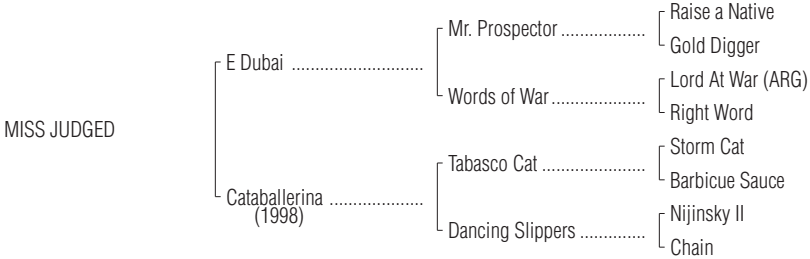 Raise a Native
Mr. Prospector ..................
Gold Digger
E Dubai ............................
Lord At War (ARG)
Words of War....................
Right Word
MISS JUDGED
Storm Cat
Tabasco Cat ......................
Barbicue Sauce
Cataballerina ....................
(1998)
Nijinsky II
Dancing Slippers ..............
Chain